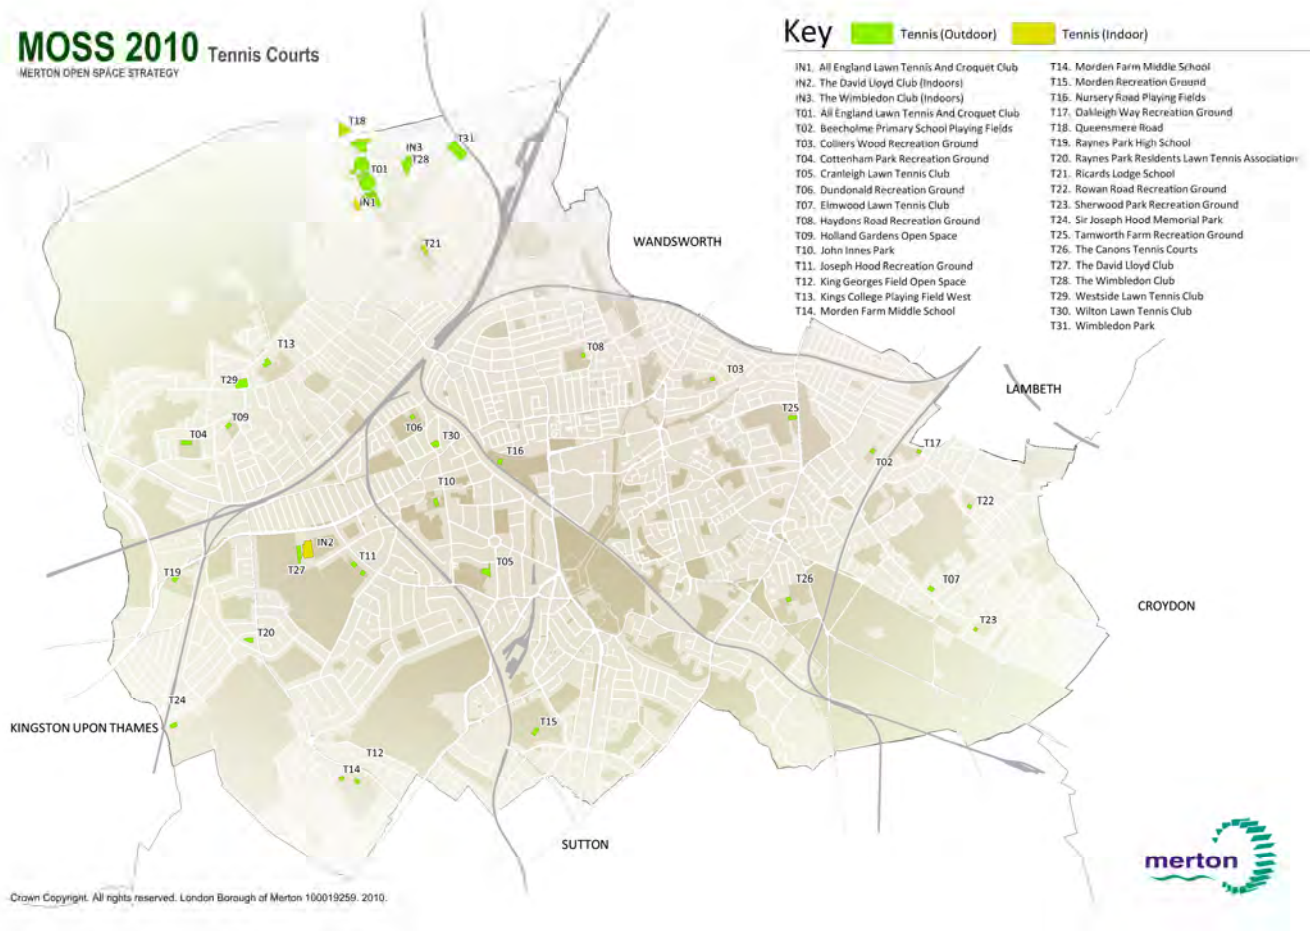 MOSS 2010 Tennis Courts
MERTON OPEN SPACE STRATEGY
Key
Tennis (Outdoor)
Tennis (Indoor)
IN1. All England Lawn Tennis And Croquet Club
IN2. The David Lloyd Club (Indoors)
IN3. The Wimbledon Club (Indoors)
T01. All England Lawn Tennis And Croquet Club
T02. Beecholme Primary School Playing Fields
T03. Colliers Wood Recreation Ground
T04. Cottenham Park Recreation Ground
T05. Cranleigh Lawn Tennis Club
T06. Dundonald Recreation Ground
T07. Elmwood Lawn Tennis Club
T08. Haydons Road Recreation Ground
T09. Holland Gardens Open Space
T10. John Innes Park
T11. Joseph Hood Recreation Ground
T12. King Georges Field Open Space
T13. Kings College Playing Field West
T14. Morden Farm Middle School
T14. Morden Farm Middle School
T15. Morden Recreation Ground
T16. Nursery Road Playing Fields
T17. Oakleigh Way Recreation Ground
T18. Queensmere Road
T19. Raynes Park High School
T20. Raynes Park Residents Lawn Tennis Association
T21. Ricards Lodge School
T22. Rowan Road Recreation Ground
T23. Sherwood Park Recreation Ground
T24. Sir Joseph Hood Memorial Park
T25. Tamworth Farm Recreation Ground
T26. The Canons Tennis Courts
T27. The David Lloyd Club
T28. The Wimbledon Club
T29. Westside Lawn Tennis Club
T30. Wilton Lawn Tennis Club
T31. Wimbledon Park
T18
T31
IN3
T28
T01
IN1
T21
WANDSWORTH
T13
T08
T03
T29
LAMBETH
T25
T09
T06
T04
T30
T17
T16
T02
T10
T22
IN2
T11
T05
T27
T19
T26
T07
CROYDON
T23
T20
T24
KINGSTON UPON THAMES
T15
T12
T14
SUTTON
merton
Crown Copyright. All rights reserved. London Borough of Merton 100019259. 2010.